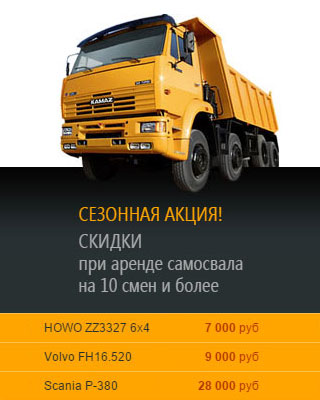 KAMAZ
СЕЗОННАЯ АКЦИЯ!
СКИДКИ
при аренде самосвала
на 10 смен и более
HOWO ZZ3327 6x4 7 000 руб
Volvo FH16.520 9 000 руб
Scania P-380 28 000 руб